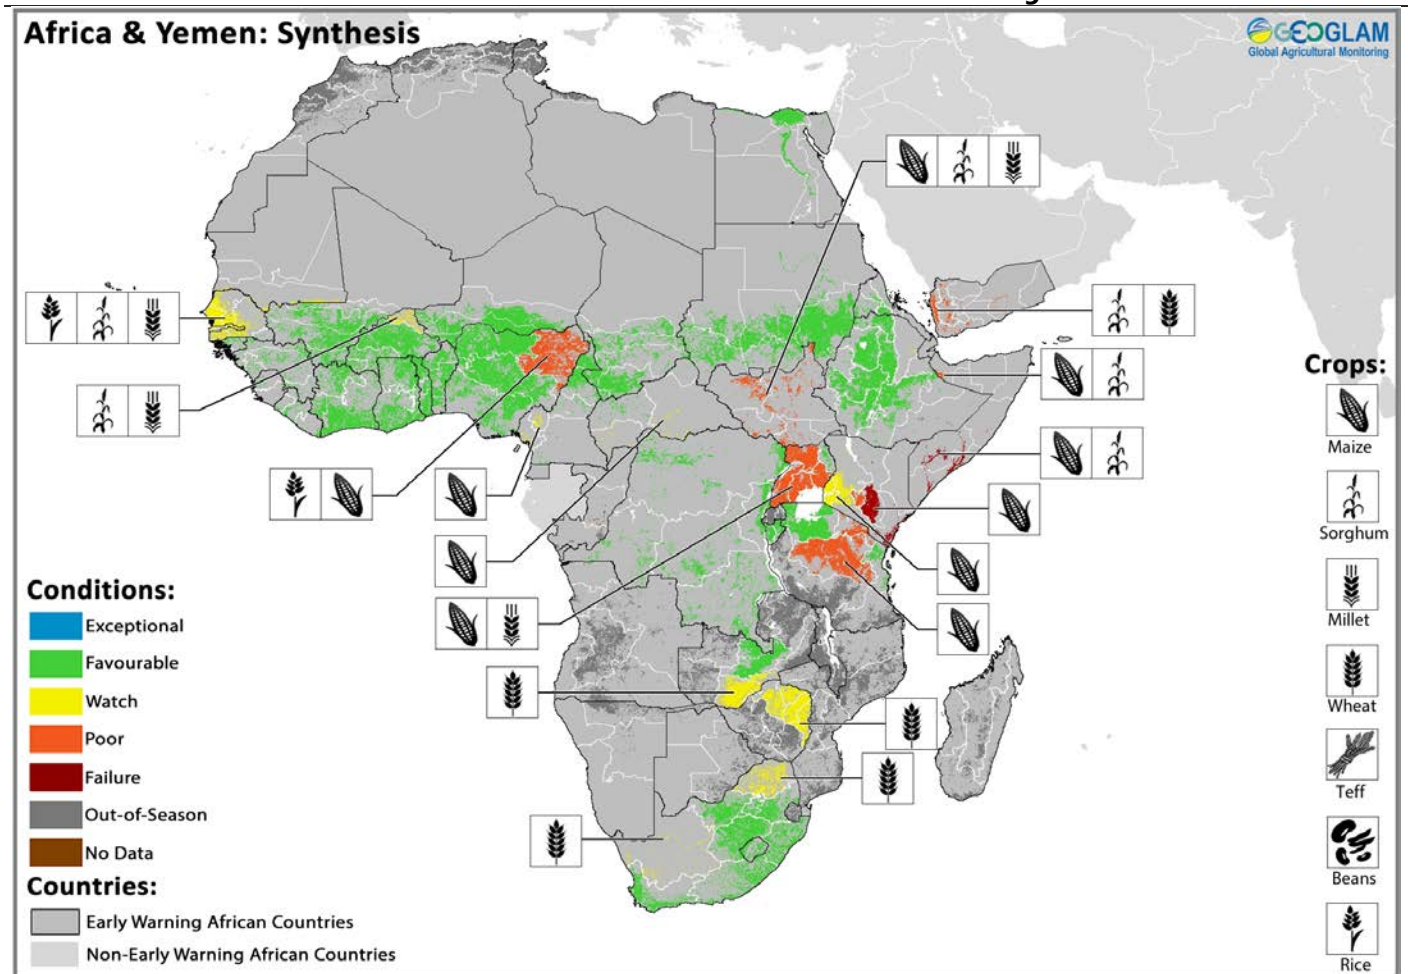 Africa & Yemen: Synthesis
GEOGLAM
Global Agricultural Monitoring
Conditions:
Exceptional
Favourable
Watch
Poor
Failure
Out-of-Season
No Data
Countries:
Early Warning African Countries
Non-Early Warning African Countries
Crops:
Maize
Sorghum
Millet
Wheat
Teff
Beans
Rice